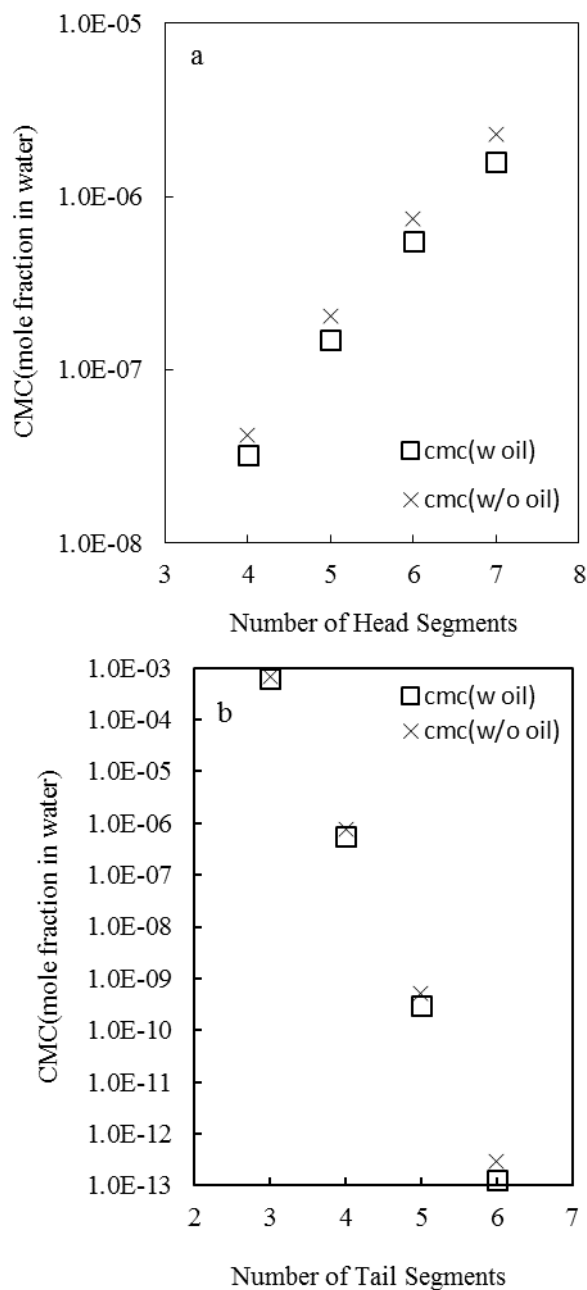 1.0E-05
a
1.0E-06
1.0E-07
1.0E-08
CMC(mole fraction in water)
cmc(w oil)
cmc(w/o oil)
3 4 5 6 7 8
Number of Head Segments
1.0E-03
b
1.0E-04
1.0E-05
1.0E-06
1.0E-07
1.0E-08
1.0E-09
1.0E-10
1.0E-11
1.0E-12
1.0E-13
CMC(mole fraction in water)
cmc(w oil)
cmc(w/o oil)
2 3 4 5 6 7
Number of Tail Segments